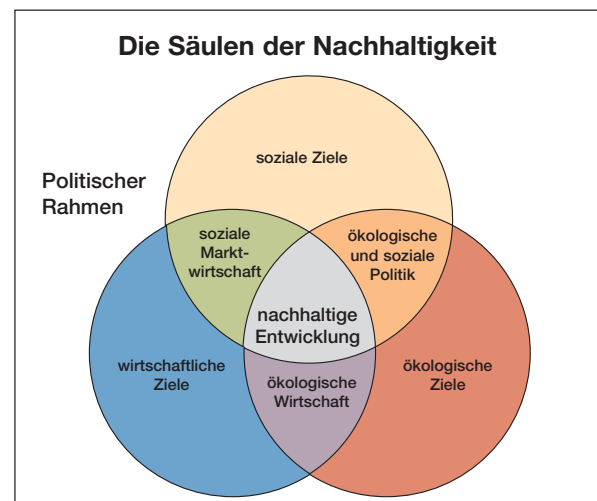 Die Säulen der Nachhaltigkeit
soziale Ziele
Politischer
Rahmen
soziale
Markt-
wirtschaft
ökologische
und soziale
Politik
nachhaltige
Entwicklung
wirtschaftliche
Ziele
ökologische
Wirtschaft
ökologische
Ziele